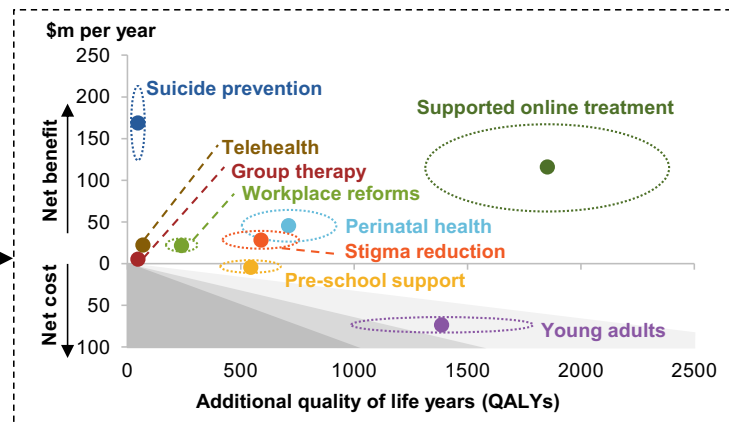 $m per year
250
200
150
100
50
0
50
100
Net benefit
Net cost
Suicide prevention
Supported online treatment
Telehealth
Group therapy
Workplace reforms
Perinatal health
Stigma reduction
Pre-school support
Young adults
0 500 1000 1500 2000 2500
Additional quality of life years (QALYs)